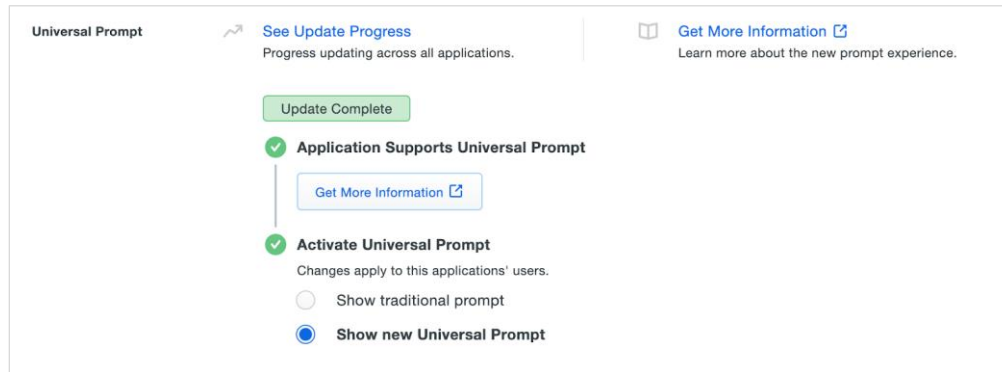 Universal Prompt
See Update Progress
Progress updating across all applications.
Get More Information
Learn more about the new prompt experience.
Update Complete
Application Supports Universal Prompt
Get More Information
Activate Universal Prompt
Changes apply to this applications' users.
Show traditional prompt
Show new Universal Prompt